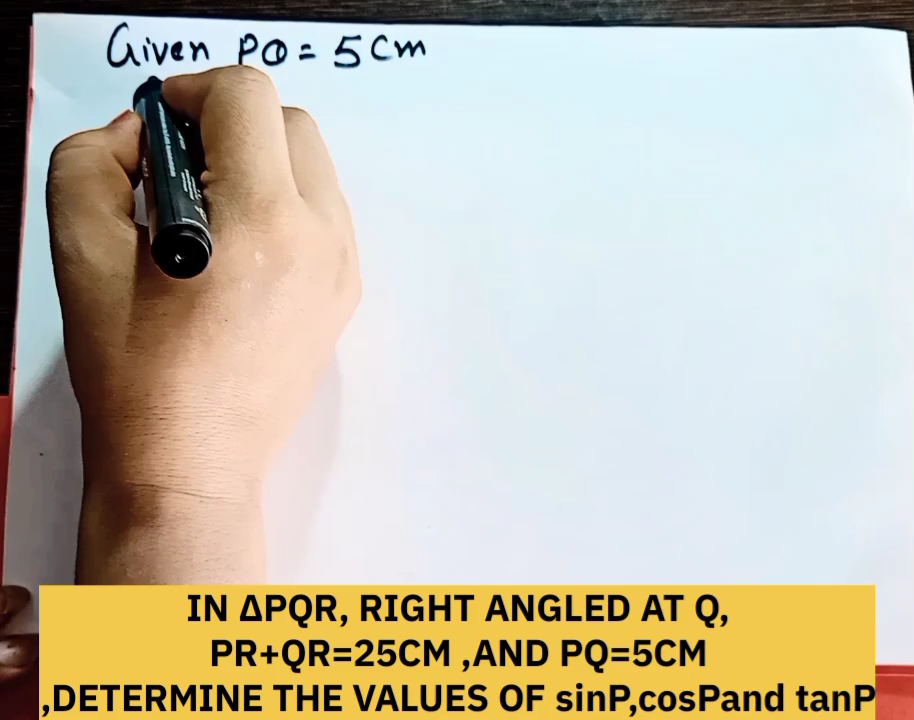 Given PQ = 5 Cm
IN ΔPQR, RIGHT ANGLED AT Q,
PR+QR=25CM ,AND PQ=5CM
,DETERMINE THE VALUES OF sinP,cosPand tanP